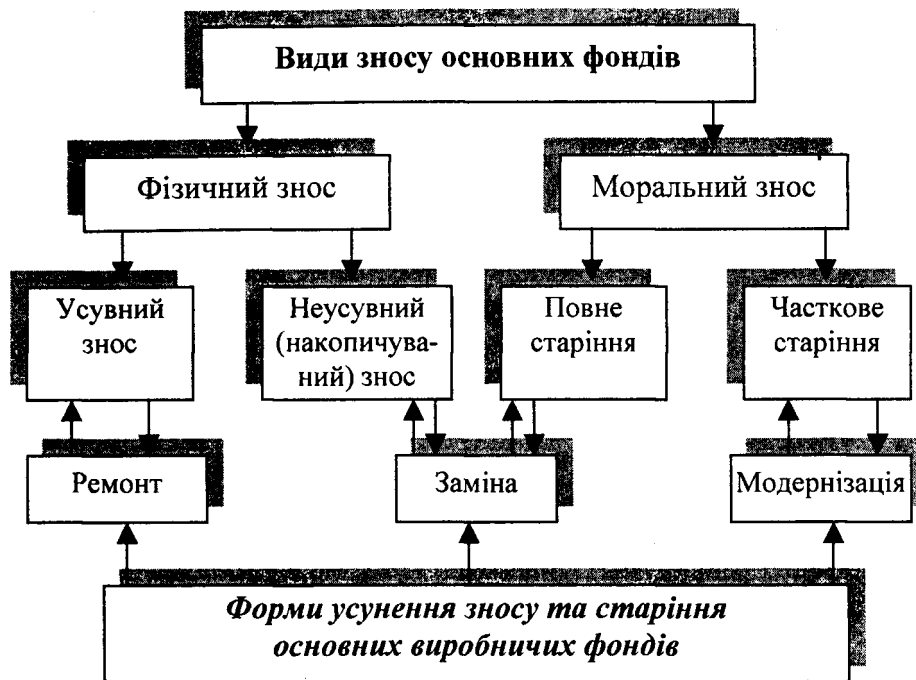 Види зносу основних фондів
Фізичний знос
Моральний знос
Усувний
знос
Неусувний
(накопичува-
ний) знос
Повне
старіння
Часткове
старіння
Ремонт
Заміна
Модернізація
Форми усунення зносу та старіння
основних виробничих фондів